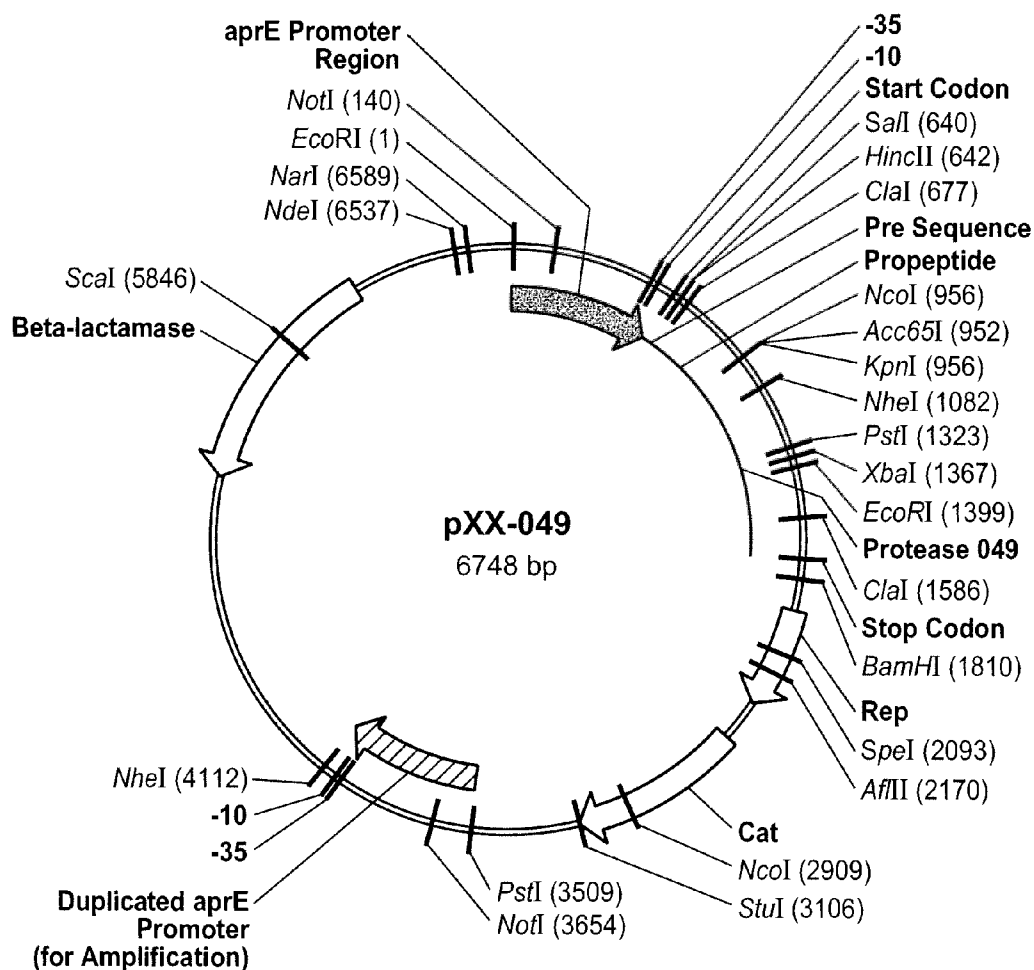 aprE Promoter
Region
NotI (140)
EcoRI (1)
NarI (6589)
NdeI (6537)
ScaI (5846)
Beta-lactamase
-35
-10
Start Codon
SalI (640)
HincII (642)
ClaI (677)
Pre Sequence
Propeptide
NcoI (956)
Acc65I (952)
KpnI (956)
NheI (1082)
PstI (1323)
XbaI (1367)
EcoRI (1399)
Protease 049
ClaI (1586)
Stop Codon
BamHI (1810)
Rep
SpeI (2093)
AflII (2170)
pXX-049
6748 bp
NheI (4112)
-10
-35
Duplicated aprE
Promoter
(for Amplification)
PstI (3509)
NotI (3654)
Cat
NcoI (2909)
StuI (3106)